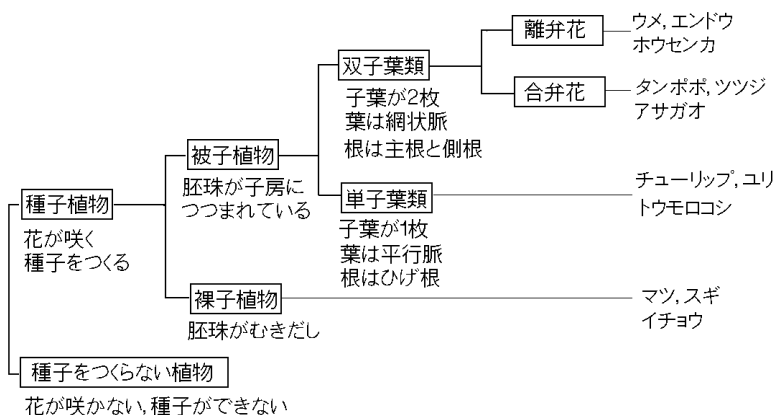 離弁花
ウメ,エンドウ
ホウセンカ
双子葉類
子葉が2枚
葉は網状脈
根は主根と側根
合弁花
タンポポ,ツツジ
アサガオ
被子植物
胚珠が子房に
つつまれている
単子葉類
子葉が1枚
葉は平行脈
根はひげ根
チューリップ,ユリ
トウモロコシ
種子植物
花が咲く
種子をつくる
裸子植物
胚珠がむきだし
マツ,スギ
イチョウ
種子をつくらない植物
花が咲かない,種子ができない